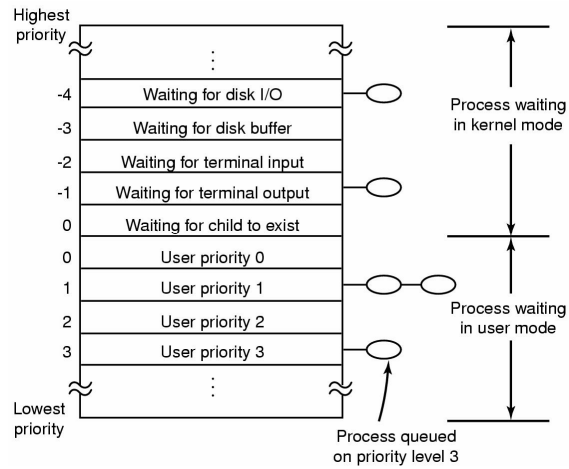 Highest
priority
-4 Waiting for disk I/O
-3 Waiting for disk buffer
-2 Waiting for terminal input
-1 Waiting for terminal output
0 Waiting for child to exist
0 User priority 0
1 User priority 1
2 User priority 2
3 User priority 3
Lowest
priority
Process waiting
in kernel mode
Process waiting
in user mode
Process queued
on priority level 3